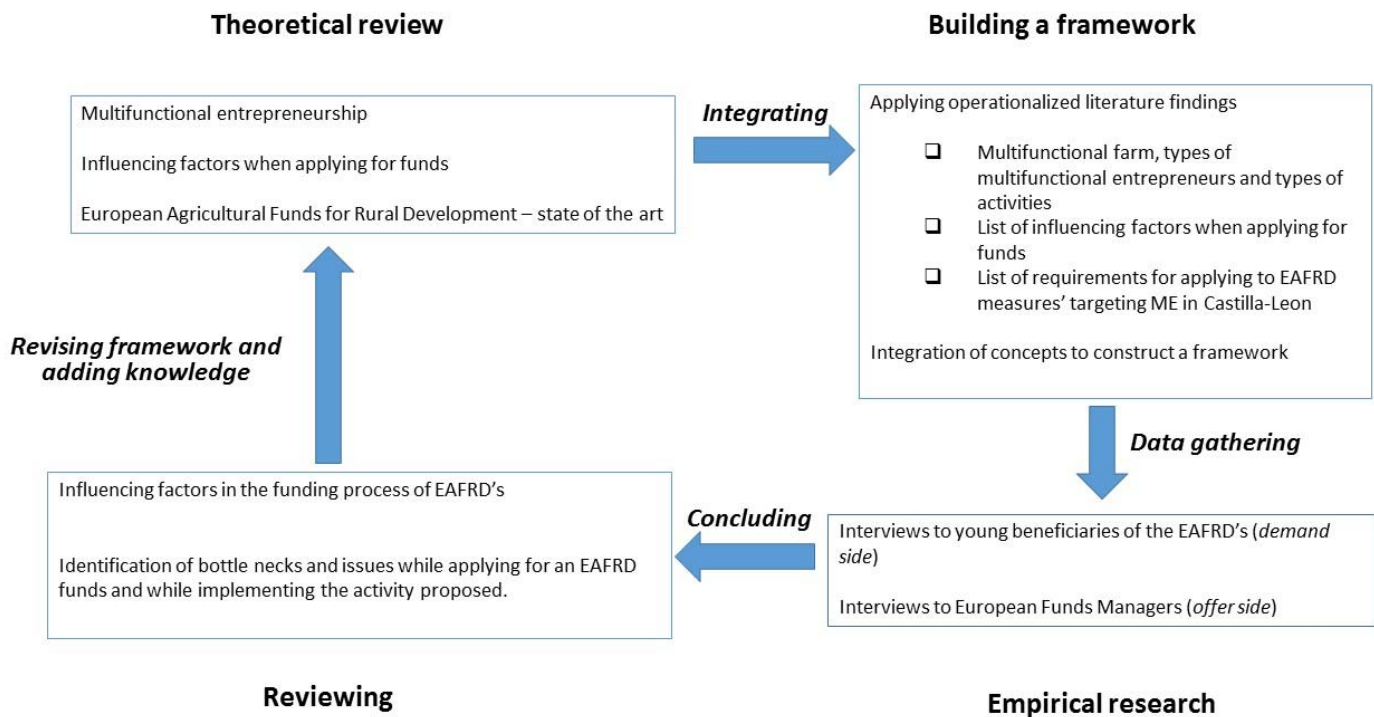 Theoretical review
Building a framework
Multifunctional entrepreneurship
Influencing factors when applying for funds
European Agricultural Funds for Rural Development – state of the art
Integrating
Applying operationalized literature findings
❑ Multifunctional farm, types of
multifunctional entrepreneurs and types of
activities
❑ List of influencing factors when applying for
funds
❑ List of requirements for applying to EAFRD
measures’ targeting ME in Castilla-Leon
Integration of concepts to construct a framework
Revising framework and
adding knowledge
Data gathering
Influencing factors in the funding process of EAFRD’s
Identification of bottle necks and issues while applying for an EAFRD
funds and while implementing the activity proposed.
Concluding
Interviews to young beneficiaries of the EAFRD’s (demand
side)
Interviews to European Funds Managers (offer side)
Reviewing
Empirical research